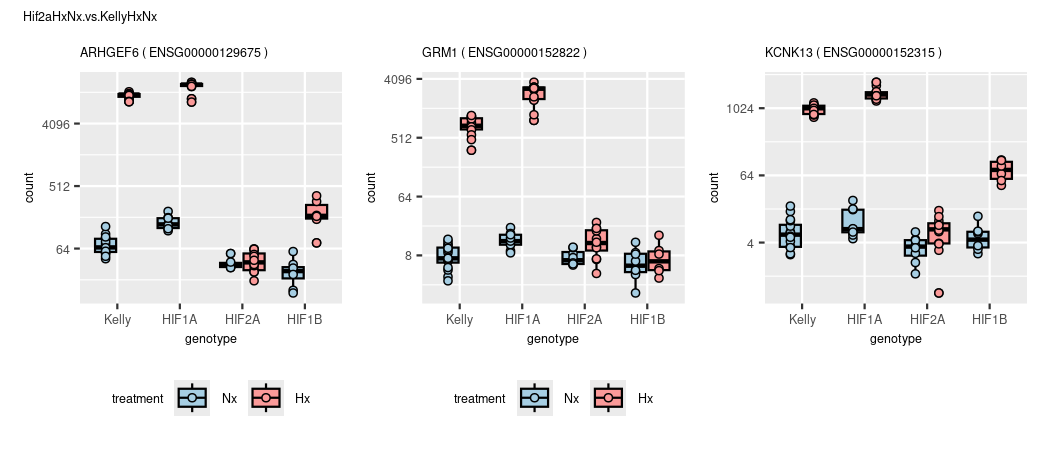 Hif2aHxNx.vs.KellyHxNx
ARHGEF6 ( ENSG00000129675 )
count
4096
512
64
Kelly HIF1A HIF2A HIF1B
genotype
treatment Nx Hx
GRM1 ( ENSG00000152822 )
count
4096
512
64
8
Kelly HIF1A HIF2A HIF1B
genotype
treatment Nx Hx
KCNK13 ( ENSG00000152315 )
count
1024
64
4
Kelly HIF1A HIF2A HIF1B
genotype